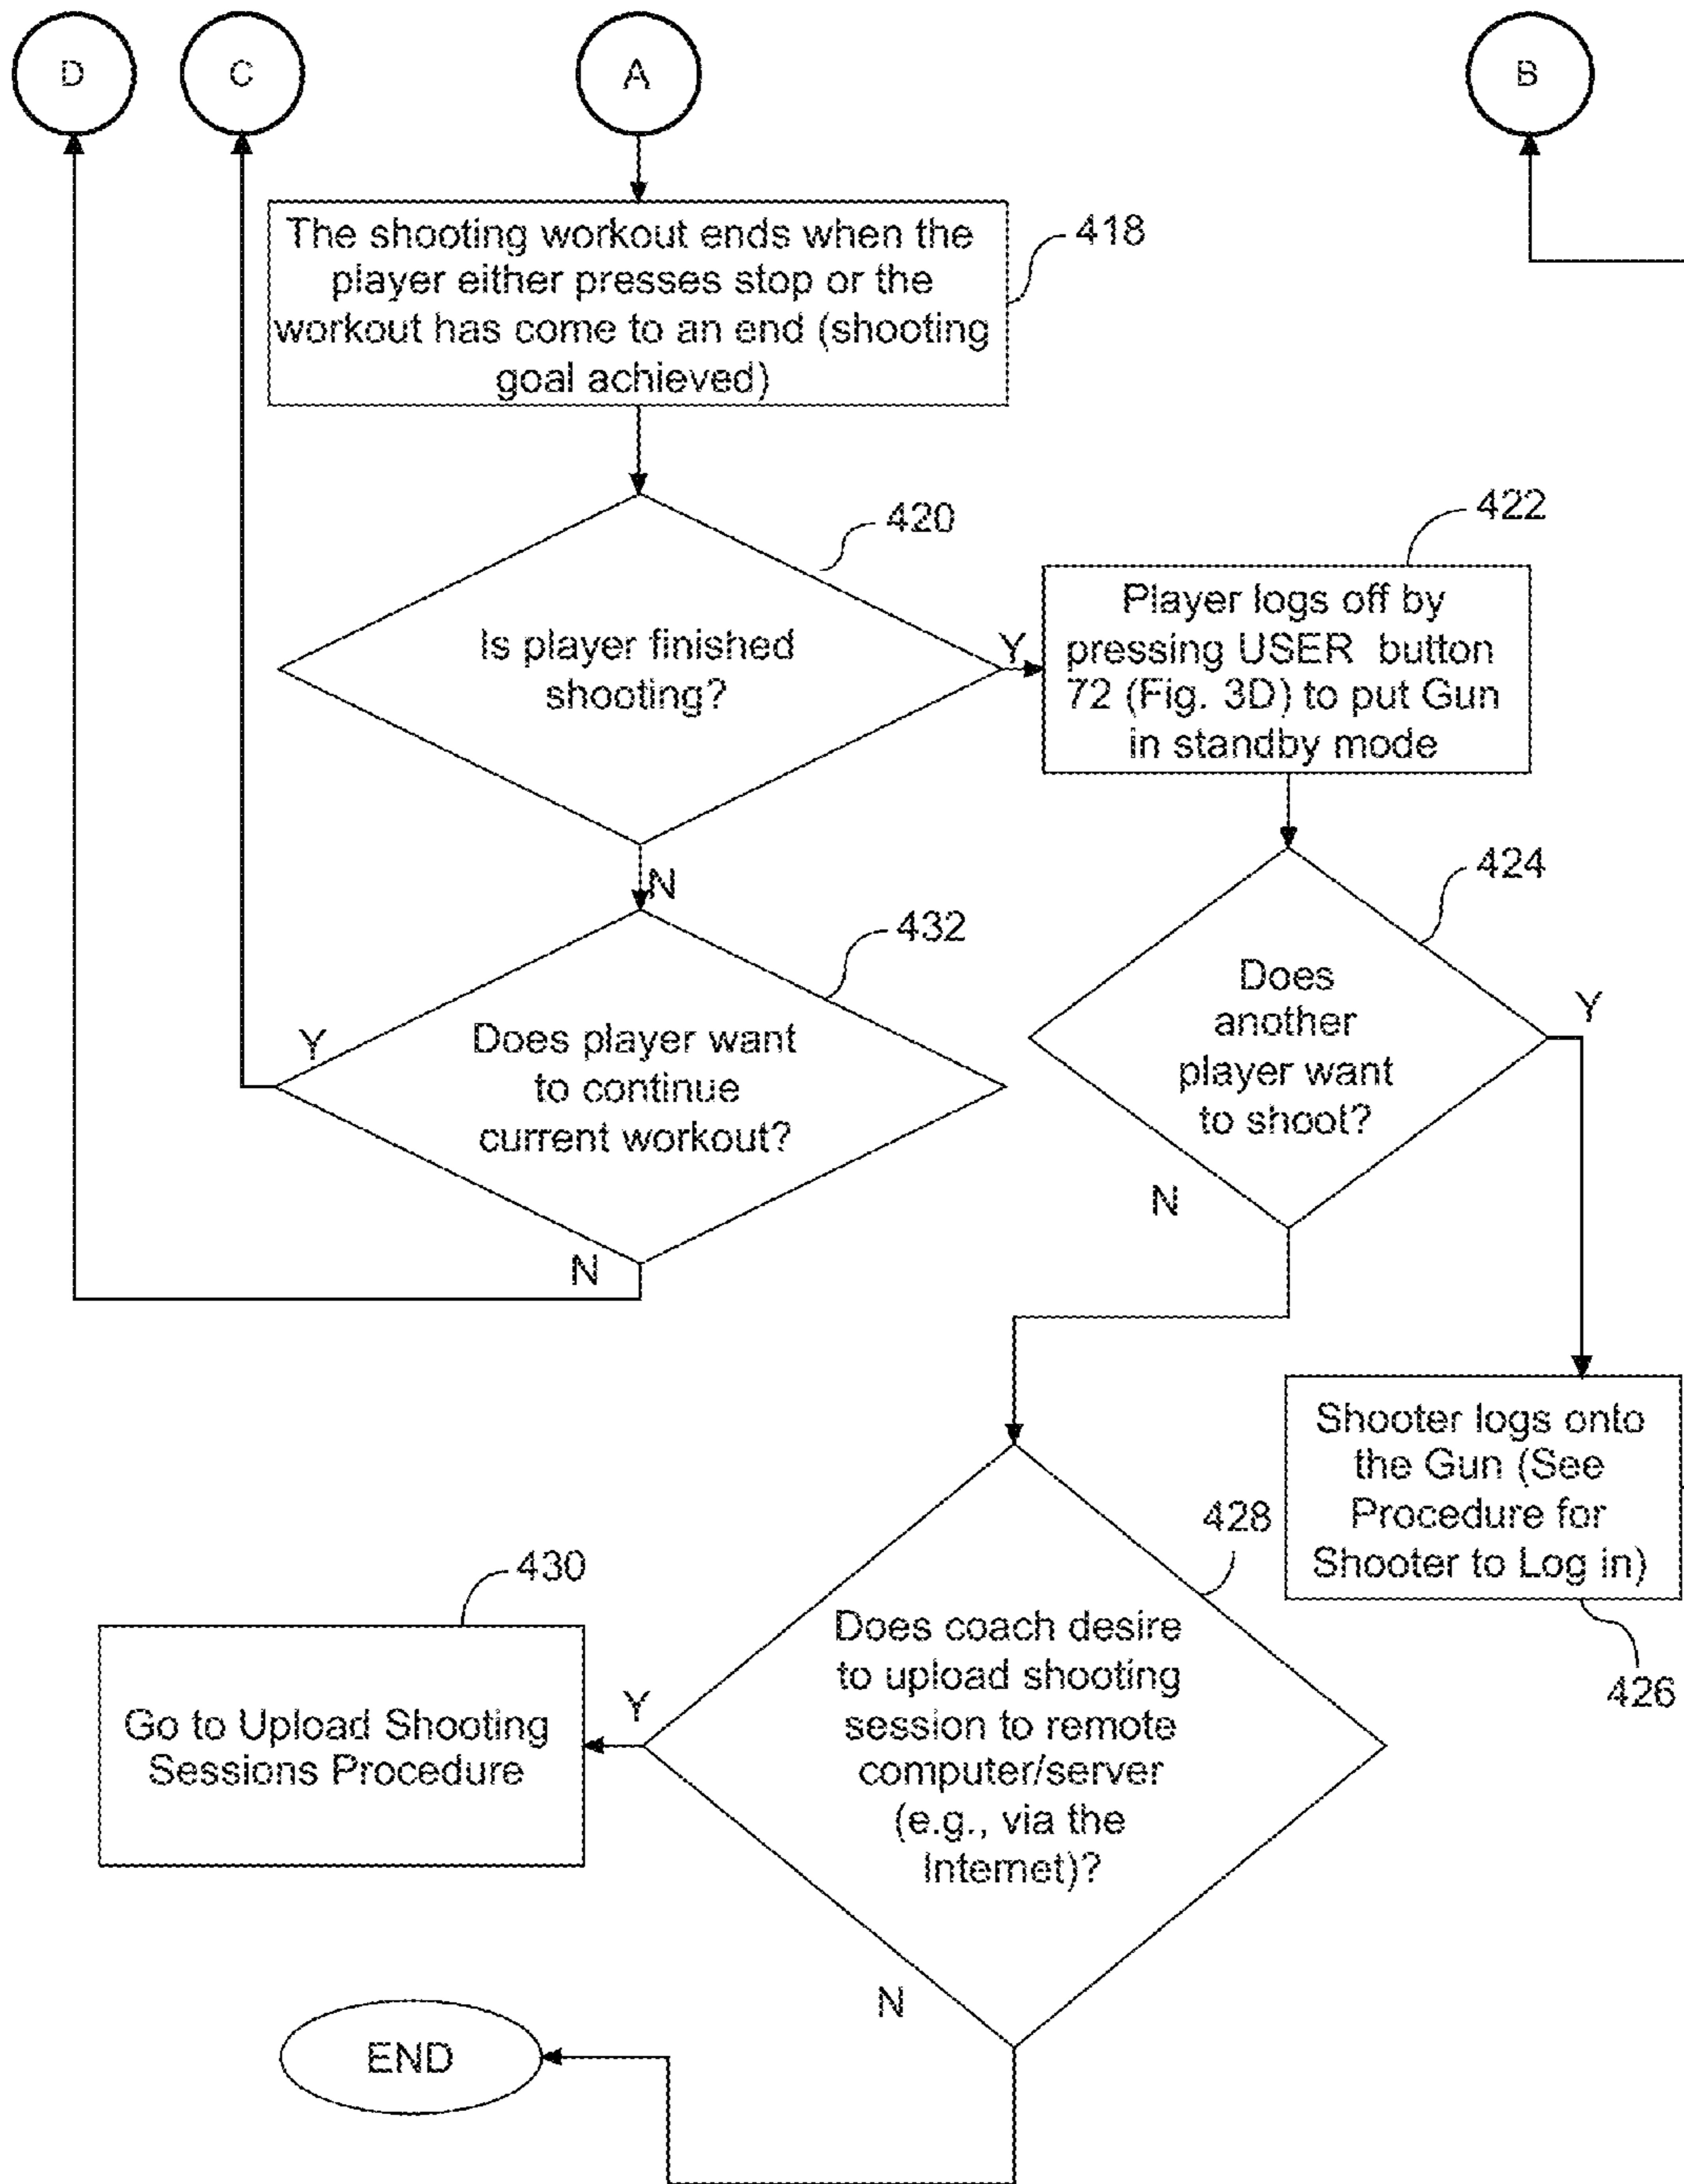 D
C
A
B
The shooting workout ends when the
player either presses stop or the
workout has come to an end (shooting
goal achieved)
418
420
Is player finished
shooting?
Y
N
422
Player logs off by
pressing USER button
72 (Fig. 3D) to put Gun
in standby mode
424
Does
another
player want
to shoot?
Y
N
432
Does player want
to continue
current workout?
Y
N
Shooter logs onto
the Gun (See
Procedure for
Shooter to Log in)
426
428
Does coach desire
to upload shooting
session to remote
computer/server
(e.g., via the
Internet)?
Y
N
430
Go to Upload Shooting
Sessions Procedure
END